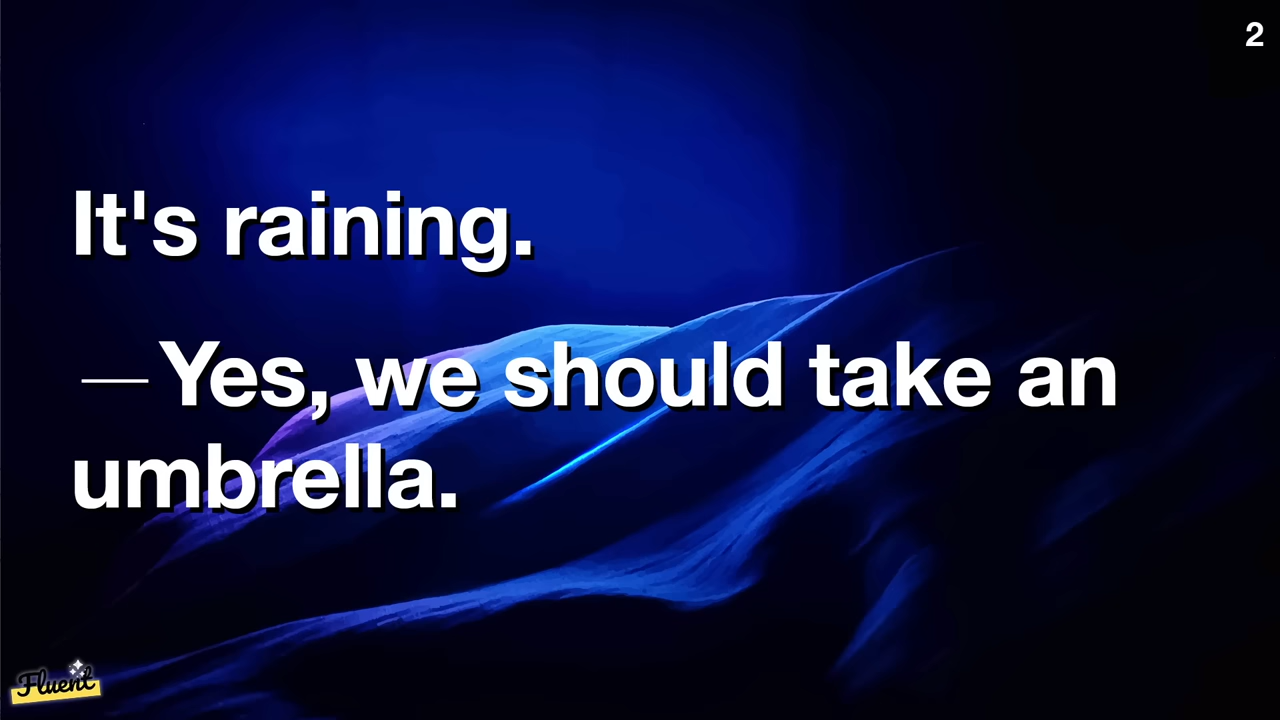 2
It's raining.
— Yes, we should take an
umbrella.
Fluent